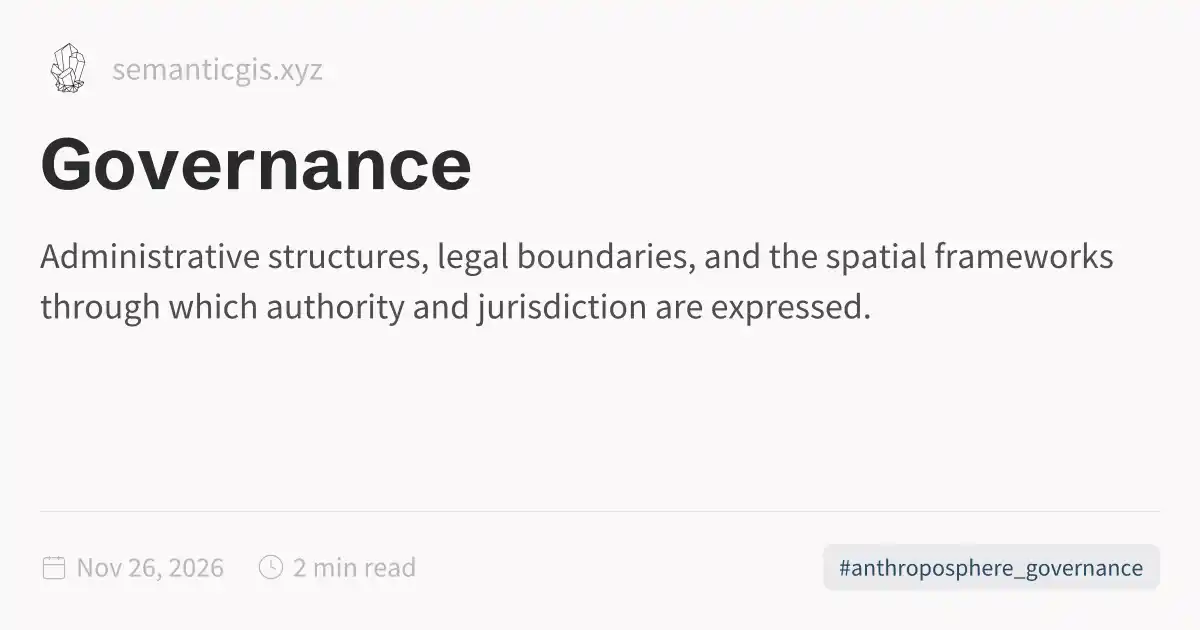 semanticgis.xyz
Governance
Administrative structures, legal boundaries, and the spatial frameworks
through which authority and jurisdiction are expressed.
Nov 26, 2026
2 min read
#anthroposphere_governance